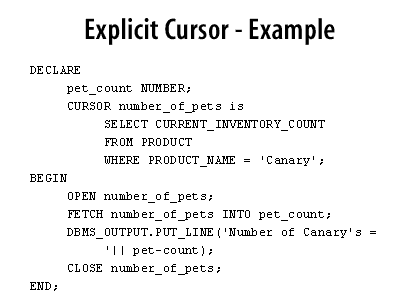 Explicit Cursor - Example
DECLARE
pet_count NUMBER;
CURSOR number_of_pets is
SELECT CURRENT_INVENTORY_COUNT
FROM PRODUCT
WHERE PRODUCT_NAME = 'Canary';
BEGIN
OPEN number_of_pets;
FETCH number_of_pets INTO pet_count;
DBMS_OUTPUT.PUT_LINE('Number of Canary's =
'|| pet-count);
CLOSE number_of_pets;
END;